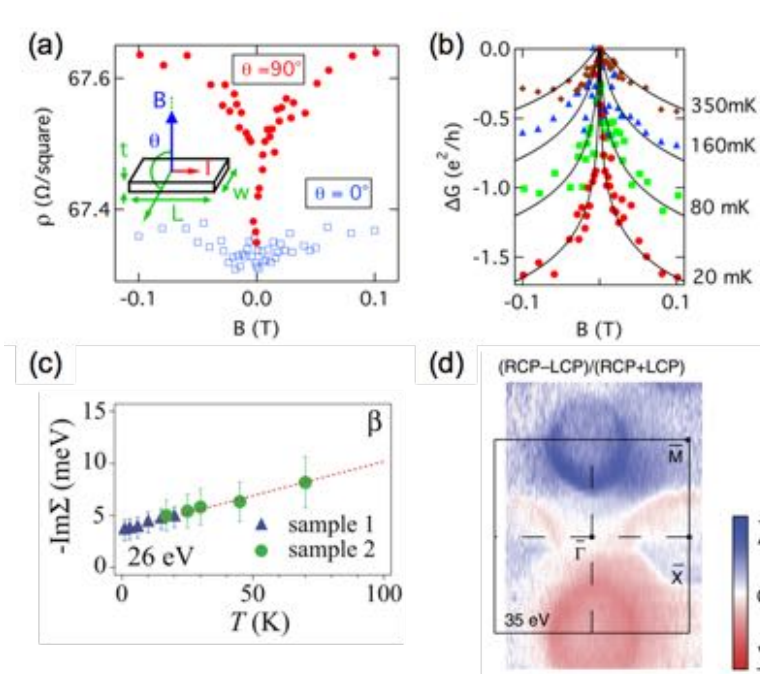 (a)
67.6
67.4
ρ (Ω/square)
θ =90°
θ = 0°
B
θ
I
t
w
L
-0.1
0.0
0.1
B (T)
(b)
0.0
-0.5
-1.0
-1.5
ΔG (e²/h)
350mK
160mK
80 mK
20 mK
-0.1
0.0
0.1
B (T)
(c)
15
10
5
0
-ImΣ (meV)
β
sample 1
sample 2
26 eV
0
50
100
T (K)
(d)
(RCP−LCP)/(RCP+LCP)
M̅
Γ̅
X̅
35 eV